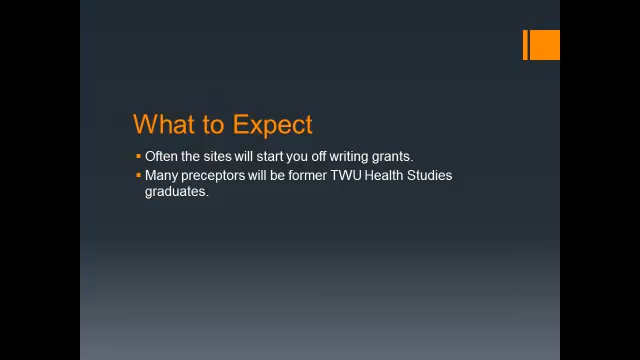 What to Expect
▪ Often the sites will start you off writing grants.
▪ Many preceptors will be former TWU Health Studies
graduates.